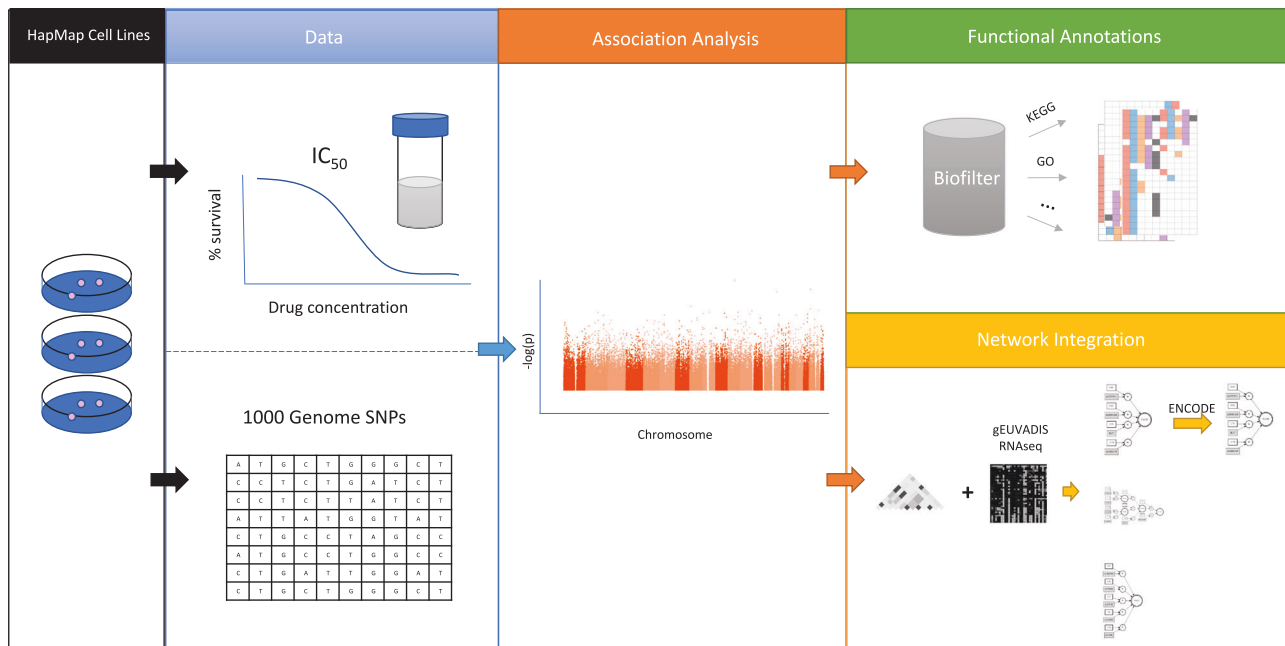 HapMap Cell Lines
Data
Association Analysis
Functional Annotations
IC50
% survival
Drug concentration
1000 Genome SNPs
A T G C T G G G C T
C C T C T G A T C T
C C T C T T A T C T
A T T A T G G T A T
C T G C C T A G C C
A T G C C T G G C C
C T G A T T G G A T
C T G C T G G G C T
-log(p)
Chromosome
Biofilter
KEGG
GO
...
Network Integration
gEUVADIS
RNAseq
+
ENCODE